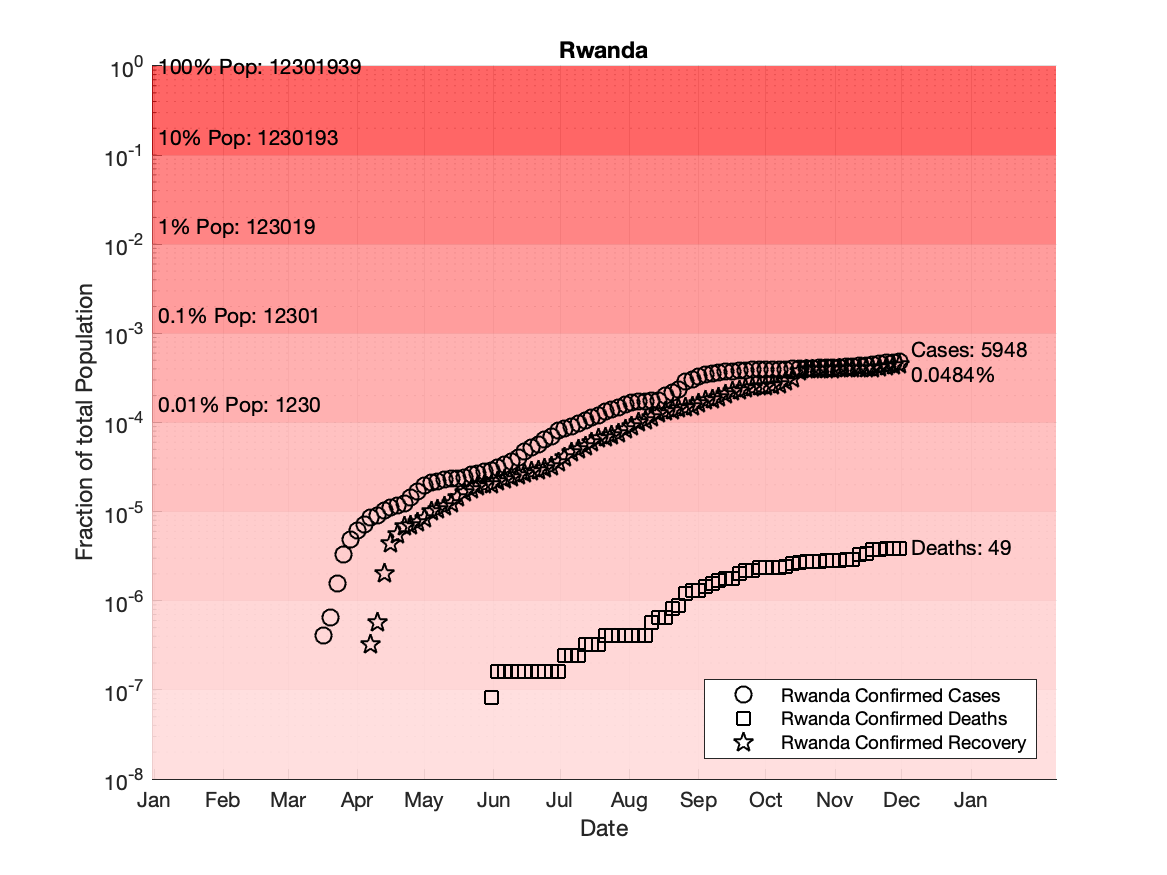 Rwanda
10^0
100% Pop: 12301939
10% Pop: 1230193
10^-1
1% Pop: 123019
10^-2
0.1% Pop: 12301
10^-3
Cases: 5948
0.0484%
0.01% Pop: 1230
10^-4
10^-5
Deaths: 49
10^-6
10^-7
10^-8
Fraction of total Population
Rwanda Confirmed Cases
Rwanda Confirmed Deaths
Rwanda Confirmed Recovery
Jan Feb Mar Apr May Jun Jul Aug Sep Oct Nov Dec Jan
Date